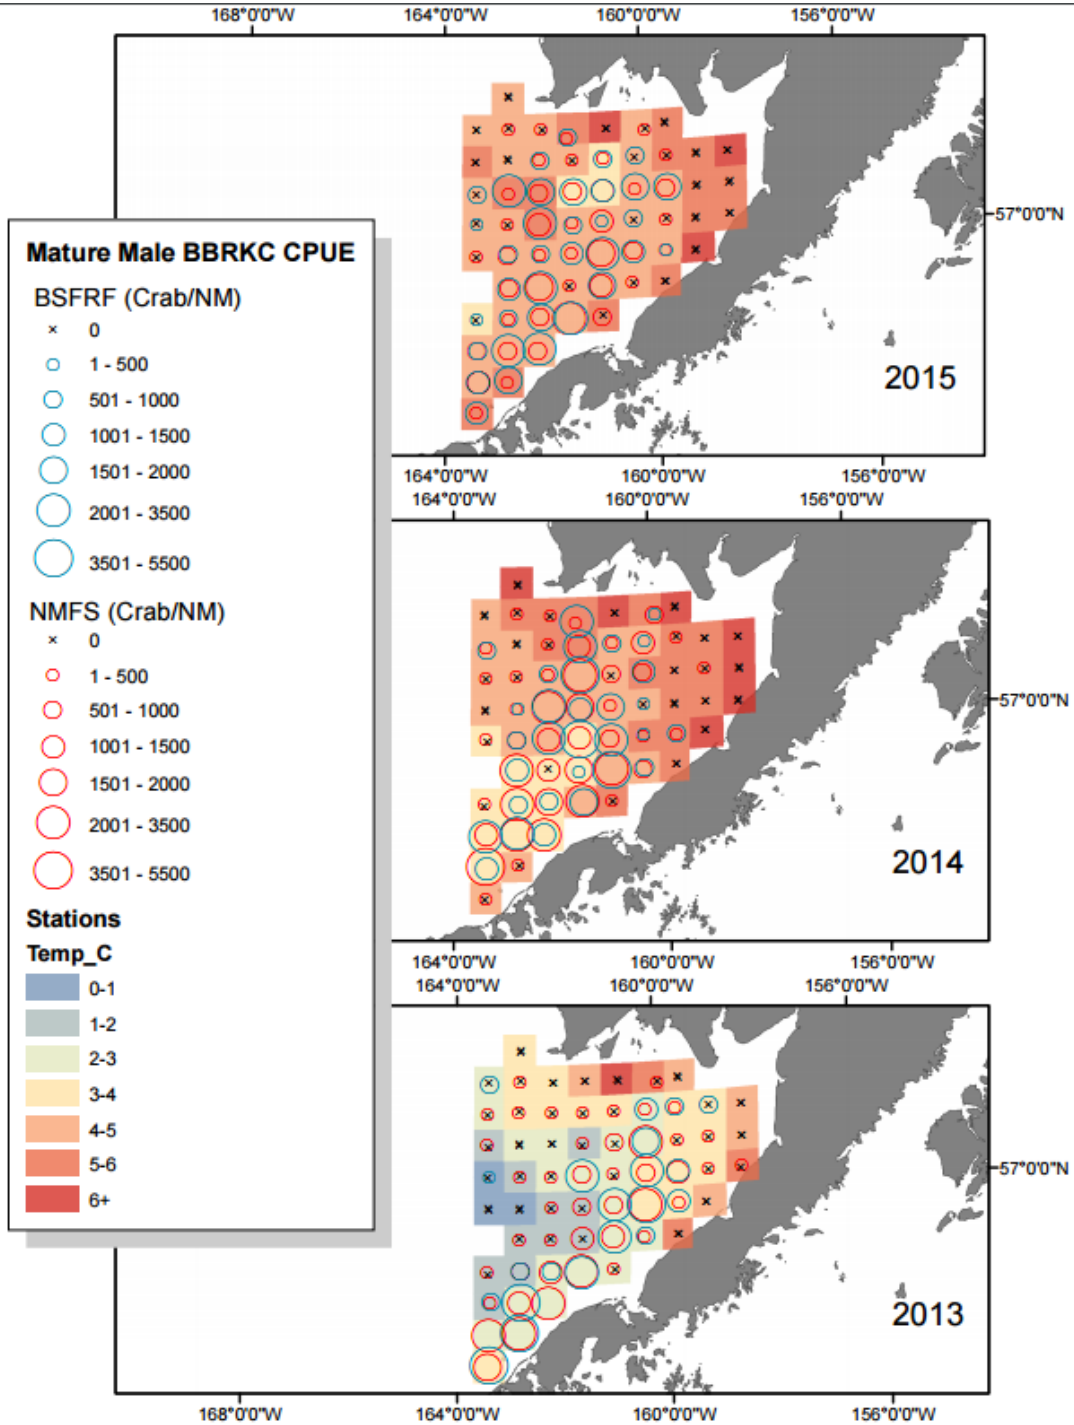 168°0'0"W 164°0'0"W 160°0'0"W 156°0'0"W
57°0'0"N
2015
164°0'0"W 160°0'0"W 156°0'0"W
Mature Male BBRKC CPUE
BSFRF (Crab/NM)
0
1 - 500
501 - 1000
1001 - 1500
1501 - 2000
2001 - 3500
3501 - 5500
NMFS (Crab/NM)
0
1 - 500
501 - 1000
1001 - 1500
1501 - 2000
2001 - 3500
3501 - 5500
Stations
Temp_C
0-1
1-2
2-3
3-4
4-5
5-6
6+
164°0'0"W 160°0'0"W 156°0'0"W
57°0'0"N
2014
164°0'0"W 160°0'0"W 156°0'0"W
164°0'0"W 160°0'0"W 156°0'0"W
57°0'0"N
2013
168°0'0"W 164°0'0"W 160°0'0"W 156°0'0"W